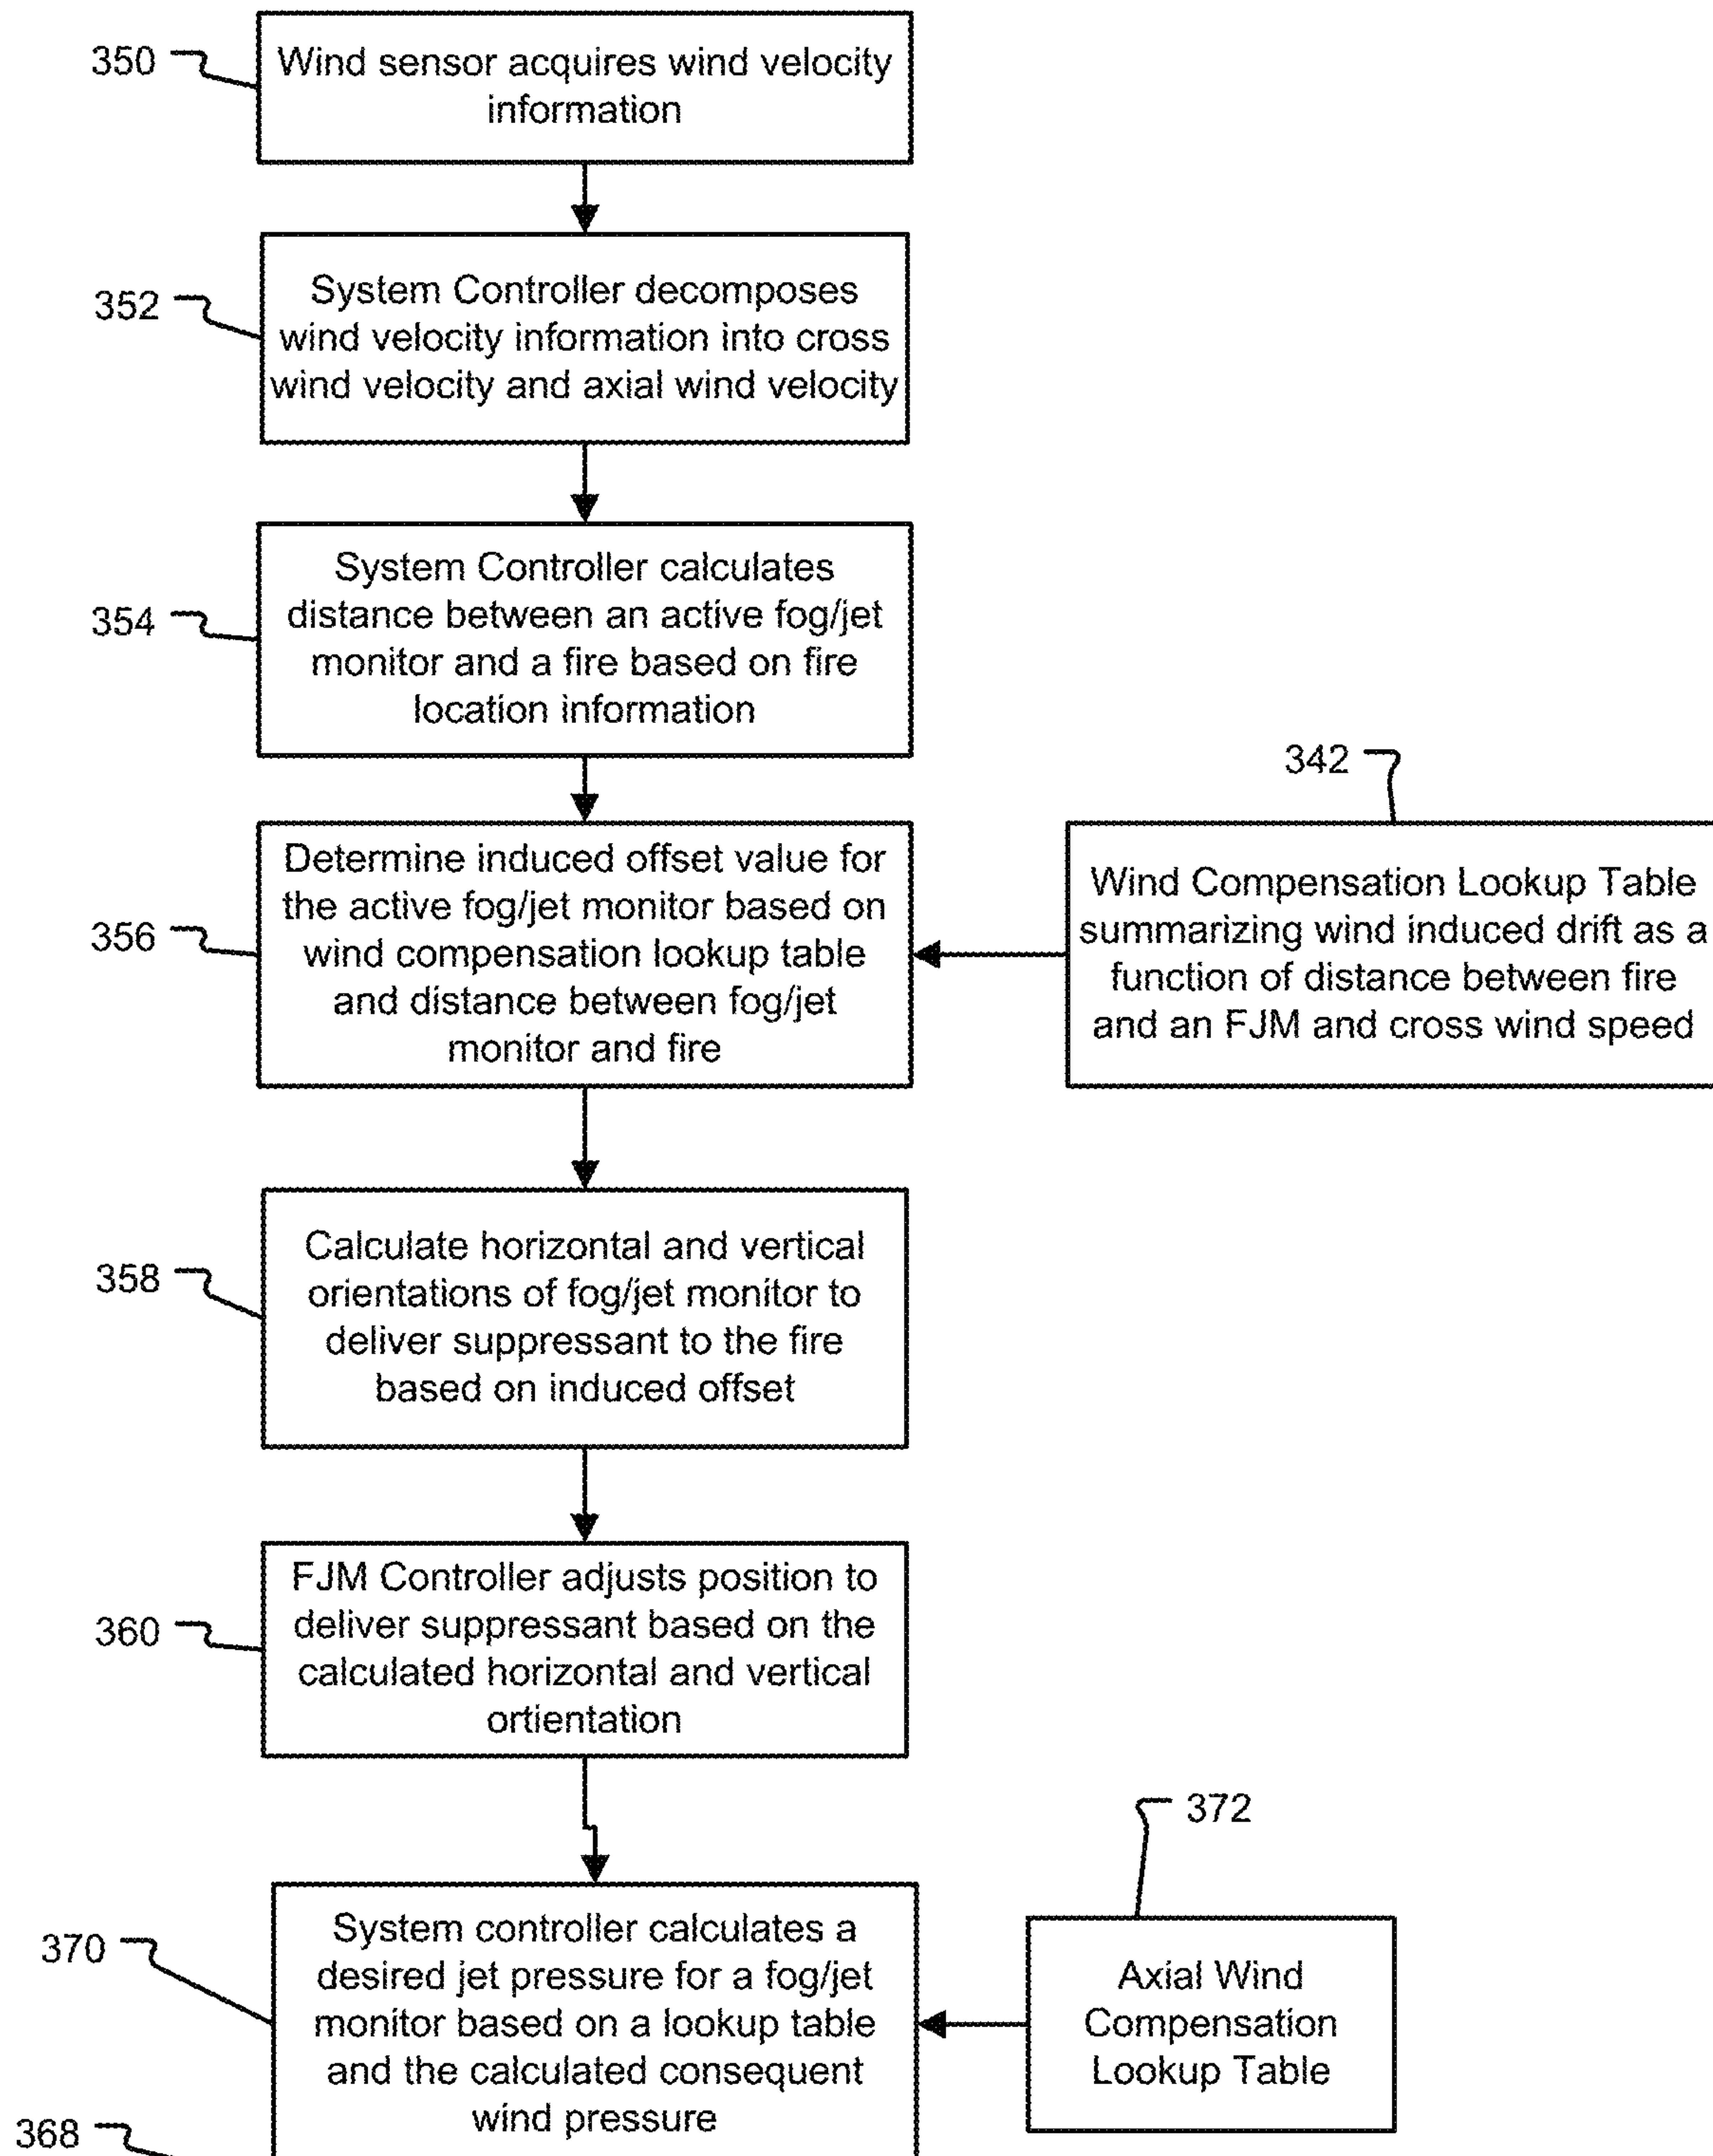 350
Wind sensor acquires wind velocity
information
352
System Controller decomposes
wind velocity information into cross
wind velocity and axial wind velocity
354
System Controller calculates
distance between an active fog/jet
monitor and a fire based on fire
location information
342
356
Determine induced offset value for
the active fog/jet monitor based on
wind compensation lookup table
and distance between fog/jet
monitor and fire
Wind Compensation Lookup Table
summarizing wind induced drift as a
function of distance between fire
and an FJM and cross wind speed
358
Calculate horizontal and vertical
orientations of fog/jet monitor to
deliver suppressant to the fire
based on induced offset
360
FJM Controller adjusts position to
deliver suppressant based on the
calculated horizontal and vertical
ortientation
372
370
System controller calculates a
desired jet pressure for a fog/jet
monitor based on a lookup table
and the calculated consequent
wind pressure
Axial Wind
Compensation
Lookup Table
368